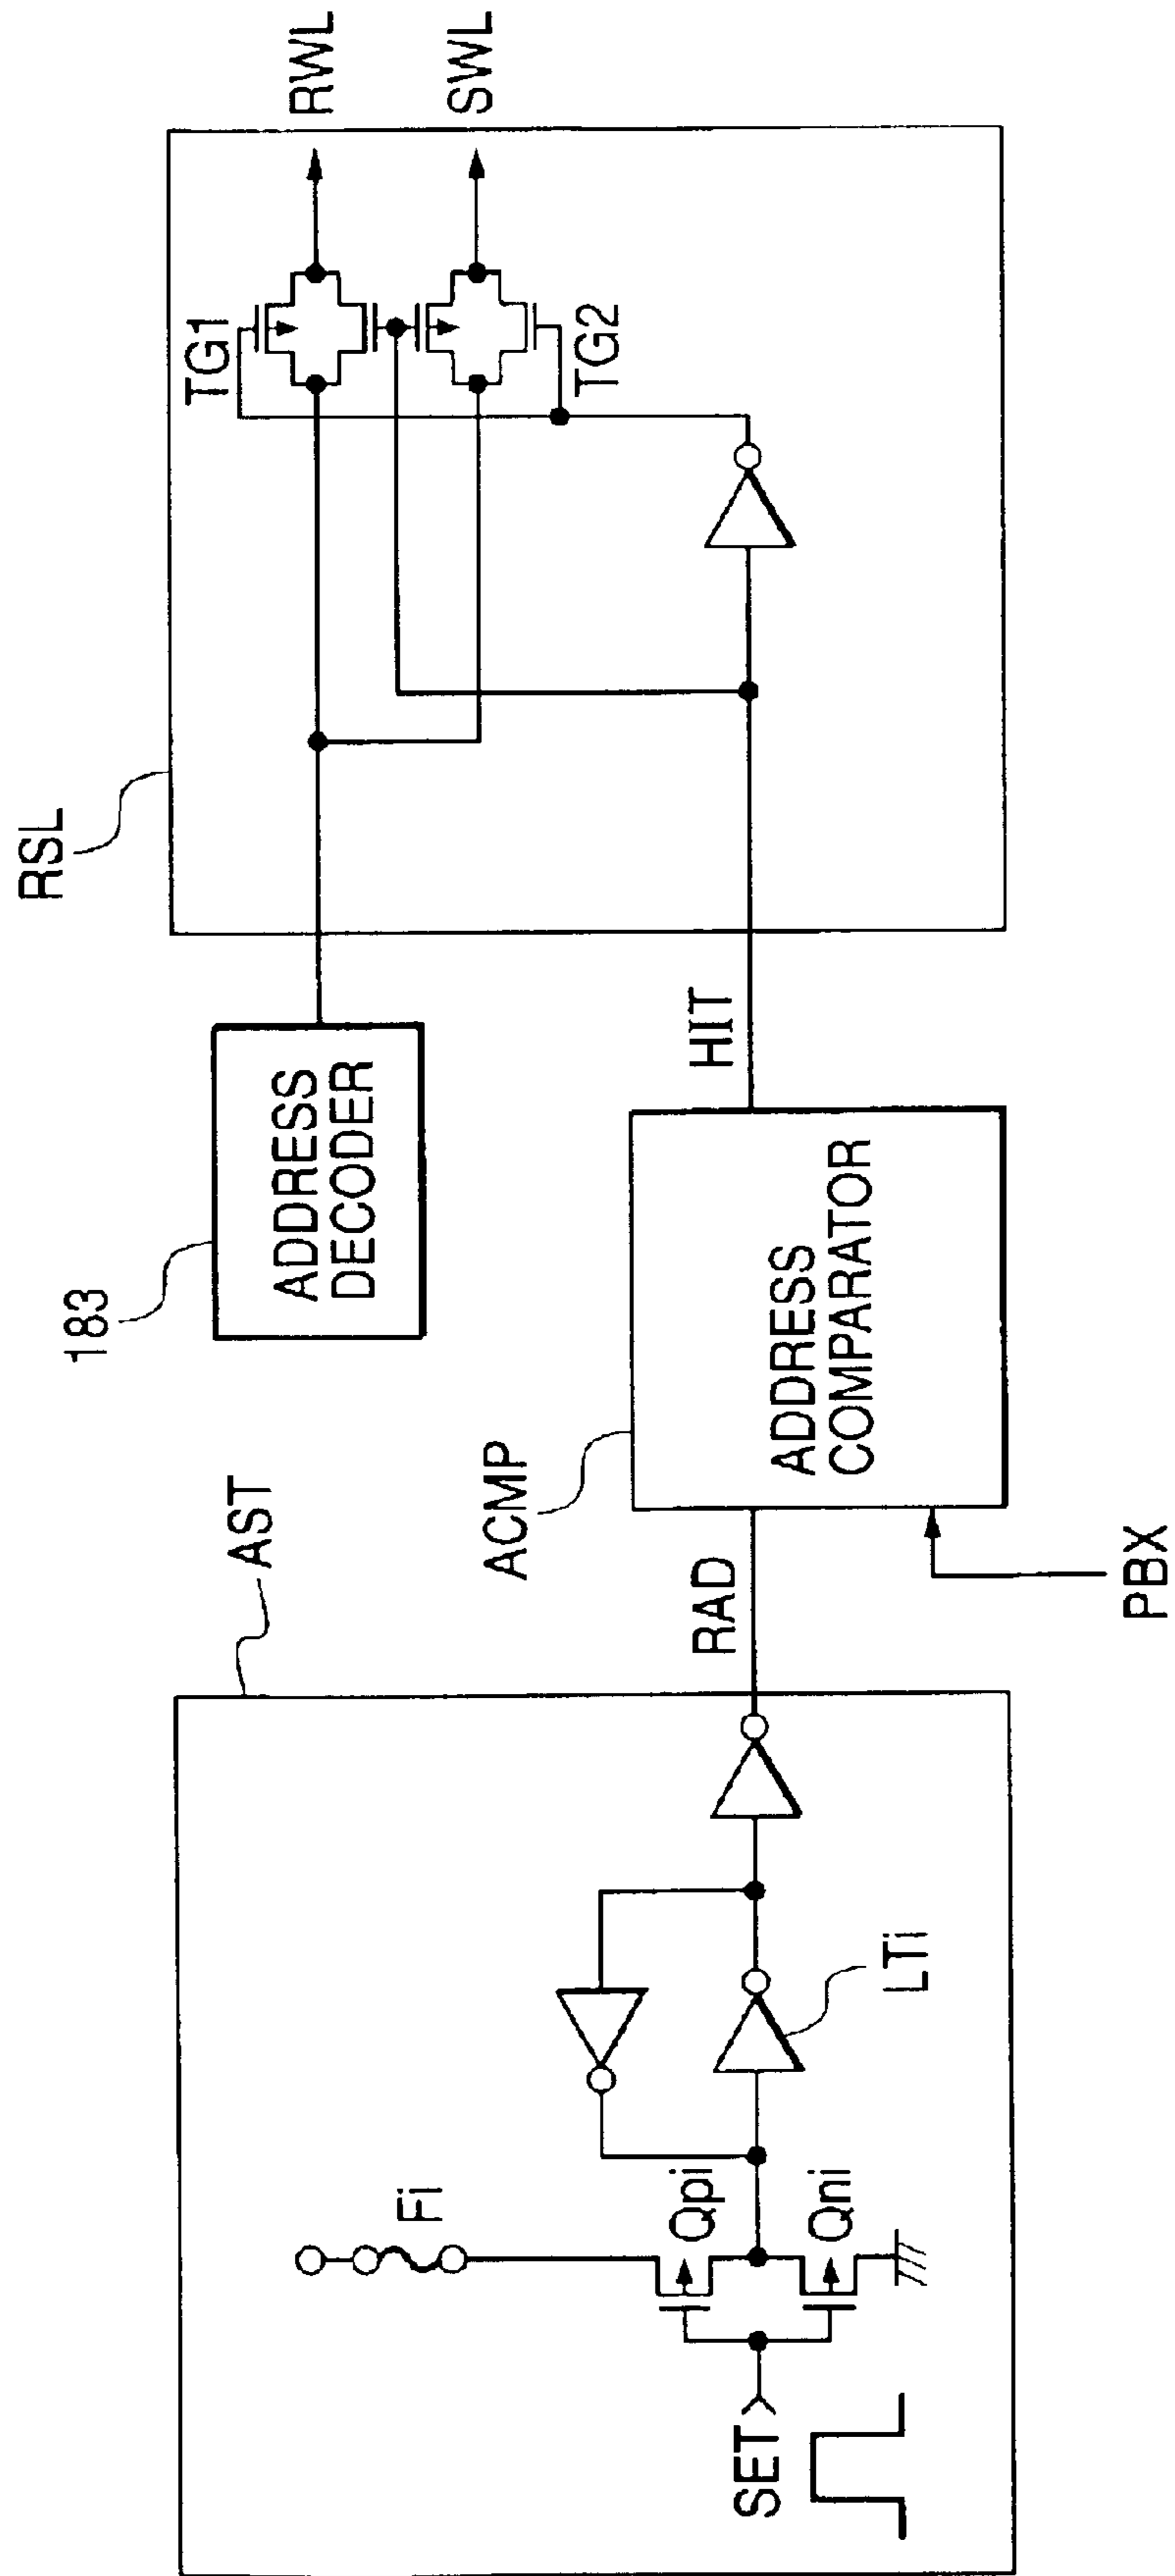 RSL
TG1
RWL
SWL
TG2
183
ADDRESS
DECODER
HIT
AST
ACMP
ADDRESS
COMPARATOR
RAD
PBX
Fi
Qpi
Qni
LTi
SET